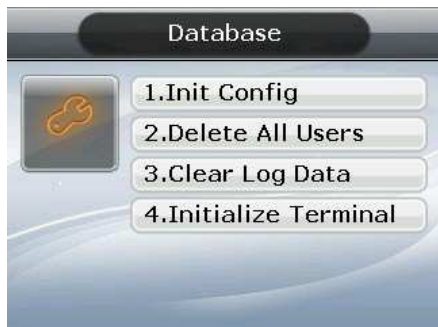 Database
1.Init Config
2.Delete All Users
3.Clear Log Data
4.Initialize Terminal